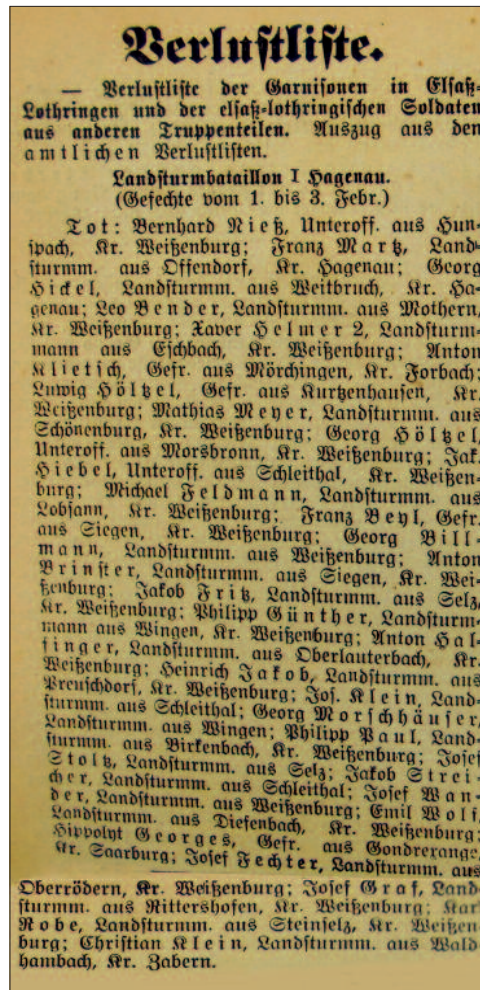 Verlustliste.
— Verlustliste der Garnisonen in Elsaß-
Lothringen und der elsaß-lothringischen Soldaten
aus anderen Truppenteilen. Auszug aus den
amtlichen Verlustlisten.
Landsturmbataillon I Hagenau.
(Gefechte vom 1. bis 3. Febr.)
Tot: Bernhard Nieß, Unteroff. aus Hun-
spach, Kr. Weißenburg; Franz Martz, Land-
sturmm. aus Offendorf, Kr. Hagenau; Georg
Hickel, Landsturmm. aus Weitbruch, Kr. Ha-
genau; Leo Bender, Landsturmm. aus Mothern,
Kr. Weißenburg; Xaver Helmer 2, Landsturm-
mann aus Eschbach, Kr. Weißenburg; Anton
Klietsch, Gefr. aus Mörchingen, Kr. Forbach;
Ludwig Höltzel, Gefr. aus Kurtzenhausen, Kr.
Weißenburg; Mathias Meyer, Landsturmm. aus
Schönenburg, Kr. Weißenburg; Georg Höltzel,
Unteroff. aus Morsbronn, Kr. Weißenburg; Jak.
Hiebel, Unteroff. aus Schleithal, Kr. Weißen-
burg; Michael Feldmann, Landsturmm. aus
Lobsann, Kr. Weißenburg; Franz Beyl, Gefr.
aus Siegen, Kr. Weißenburg; Georg Bill-
mann, Landsturmm. aus Weißenburg; Anton
Brinster, Landsturmm. aus Siegen, Kr. Wei-
ßenburg; Jakob Fritz, Landsturmm. aus Selz,
Kr. Weißenburg; Philipp Günther, Landsturm-
mann aus Wingen, Kr. Weißenburg; Anton Hal-
finger, Landsturmm. aus Oberlauterbach, Kr.
Weißenburg; Heinrich Jakob, Landsturmm. aus
Preuschdorf, Kr. Weißenburg; Jos. Klein, Land-
sturmm. aus Schleithal; Georg Morschhäuser,
Landsturmm. aus Wingen; Philipp Paul, Land-
sturmm. aus Birkenbach, Kr. Weißenburg; Josef
Stoltz, Landsturmm. aus Selz; Jakob Strei-
cher, Landsturmm. aus Schleithal; Josef Wan-
der, Landsturmm. aus Weißenburg; Emil Wolf,
Landsturmm. aus Diefenbach, Kr. Weißenburg;
Hippolyt Georges, Gefr. aus Gondrexange,
Kr. Saarburg; Josef Fechter, Landsturmm. aus
Oberrödern, Kr. Weißenburg; Josef Graf, Land
sturmm. aus Rittershofen, Kr. Weißenburg; Karl
Robe, Landsturmm. aus Steinselz, Kr. Weißen
burg; Christian Klein, Landsturmm. aus Wald
hambach, Kr. Zabern.